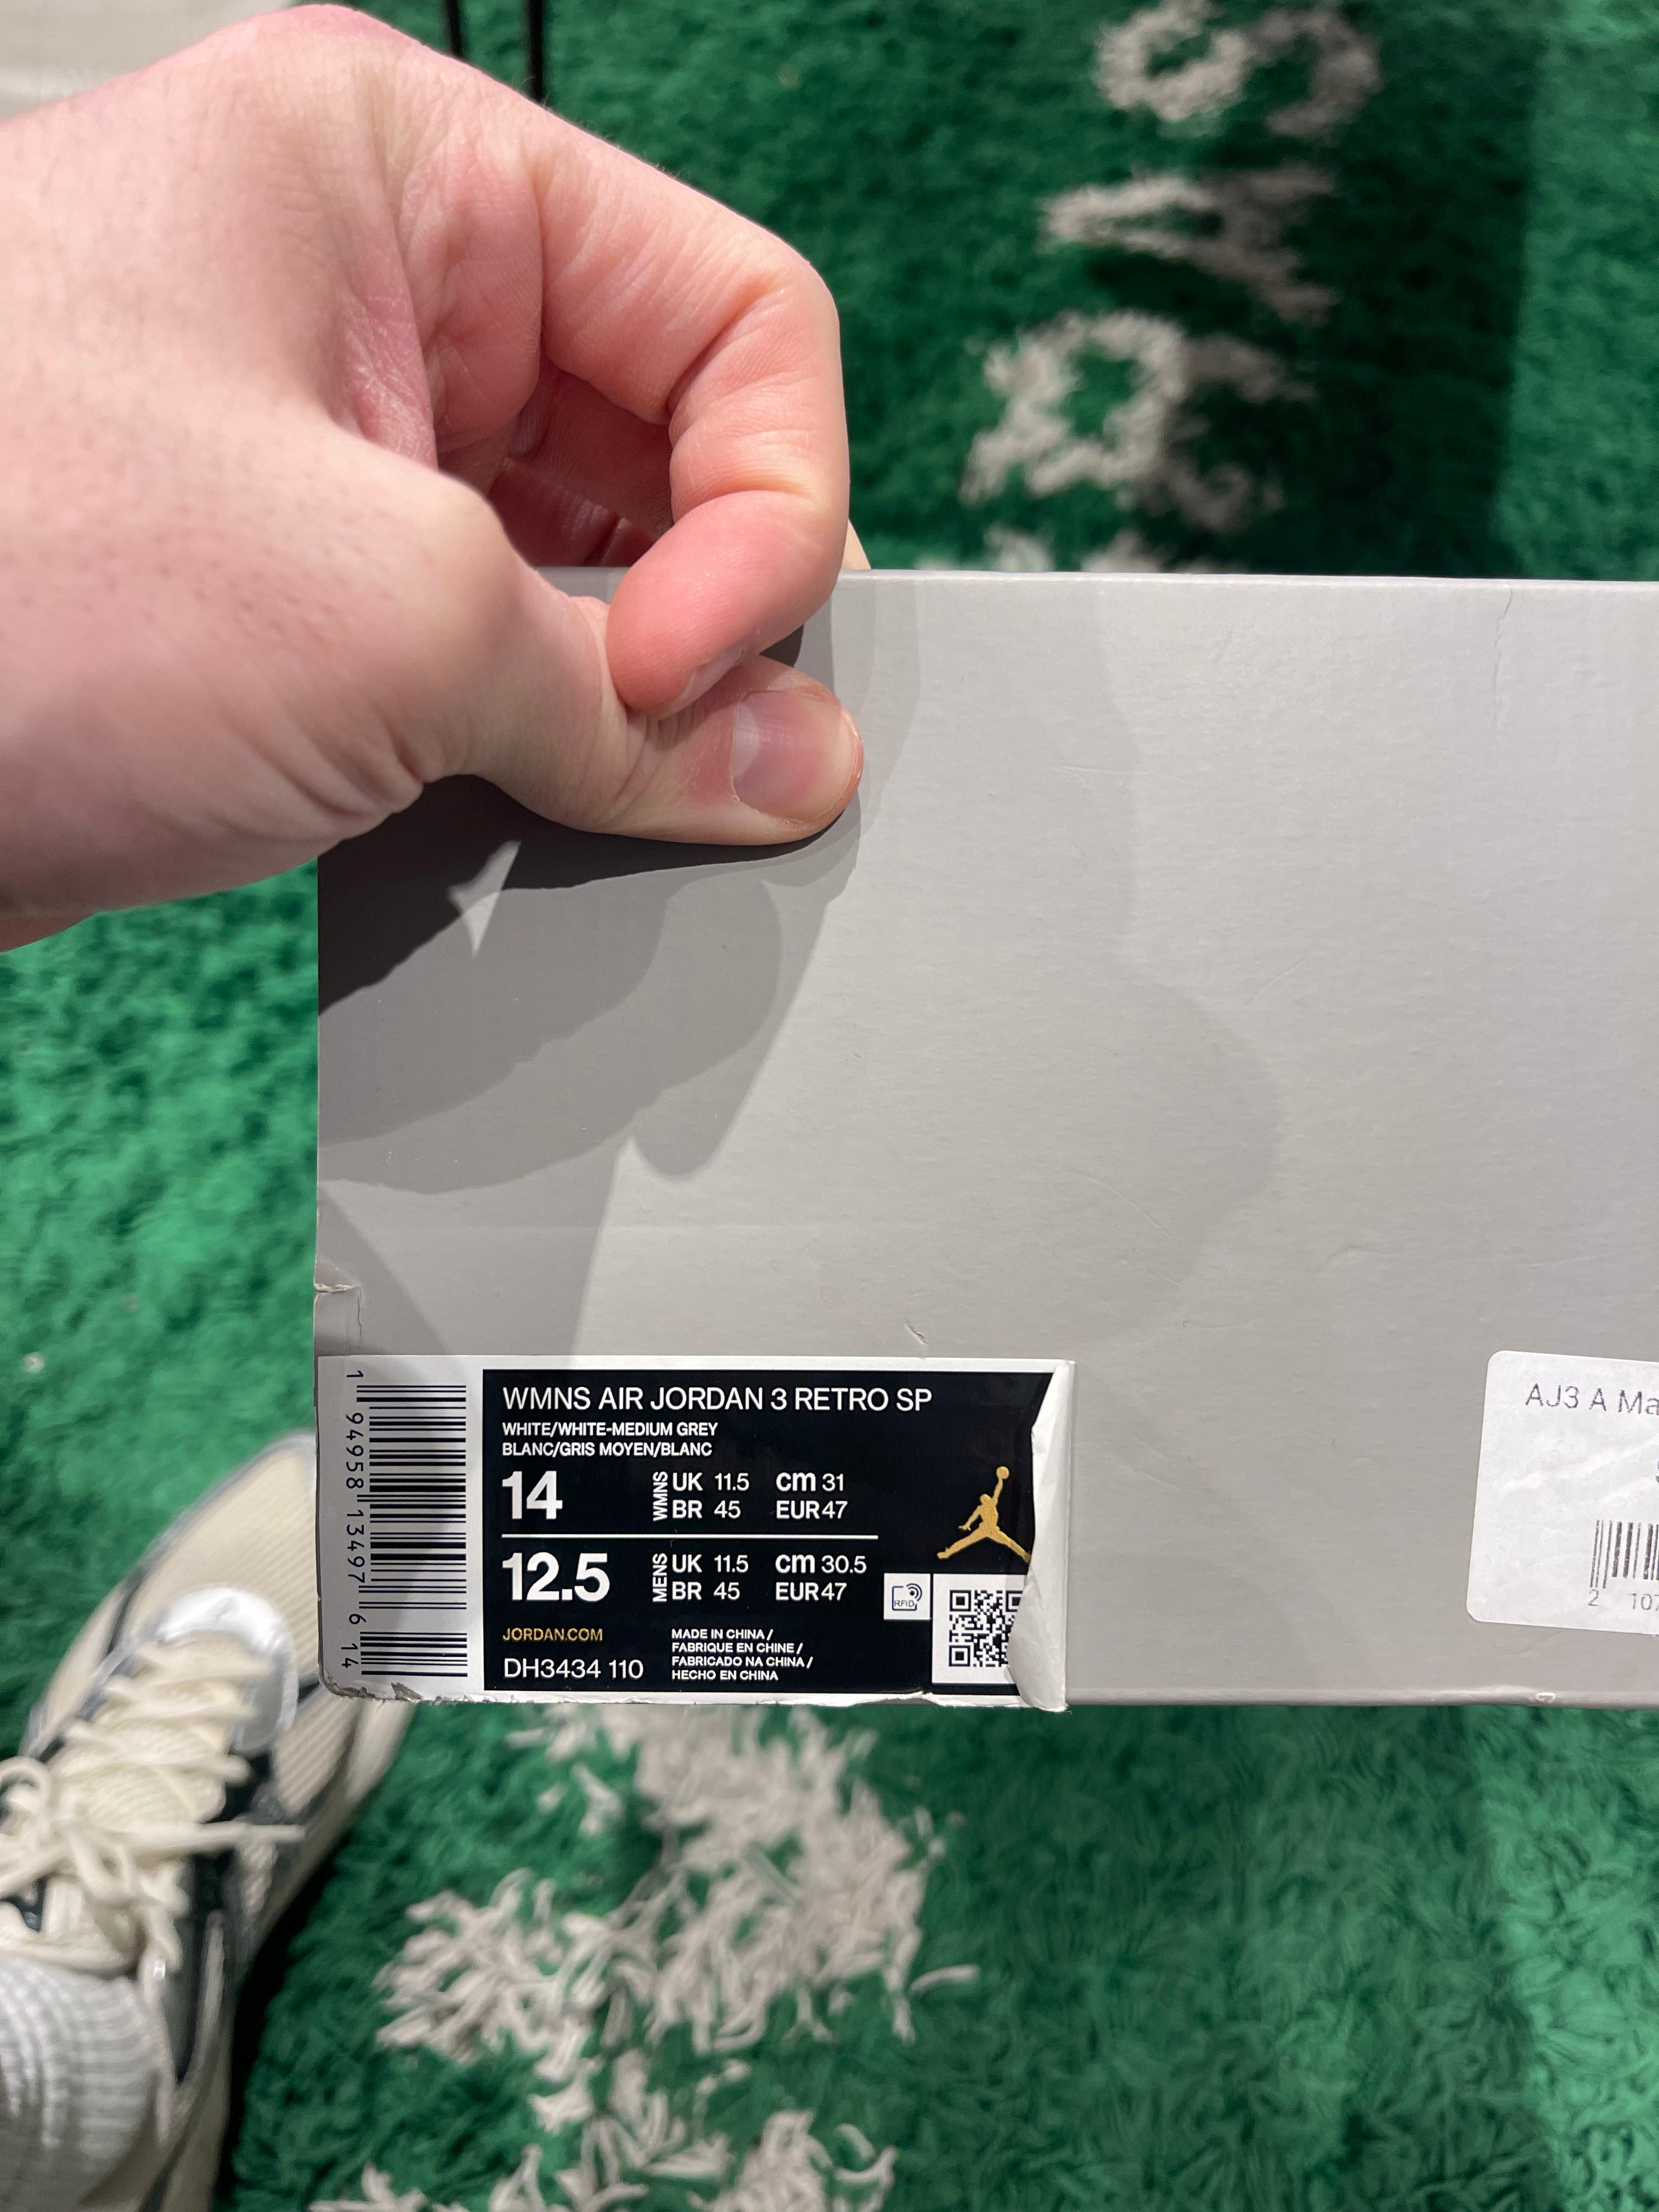 WMNS AIR JORDAN 3 RETRO SP
WHITE/WHITE-MEDIUM GREY
BLANC/GRIS MOYEN/BLANC
14 WMNS UK 11.5 cm 31
BR 45 EUR 47
12.5 MENS UK 11.5 cm 30.5
BR 45 EUR 47
RFID
JORDAN.COM
DH3434 110
MADE IN CHINA /
FABRIQUE EN CHINE /
FABRICADO NA CHINA /
HECHO EN CHINA
1 94958 13497 6 14
AJ3 A Ma
2 107